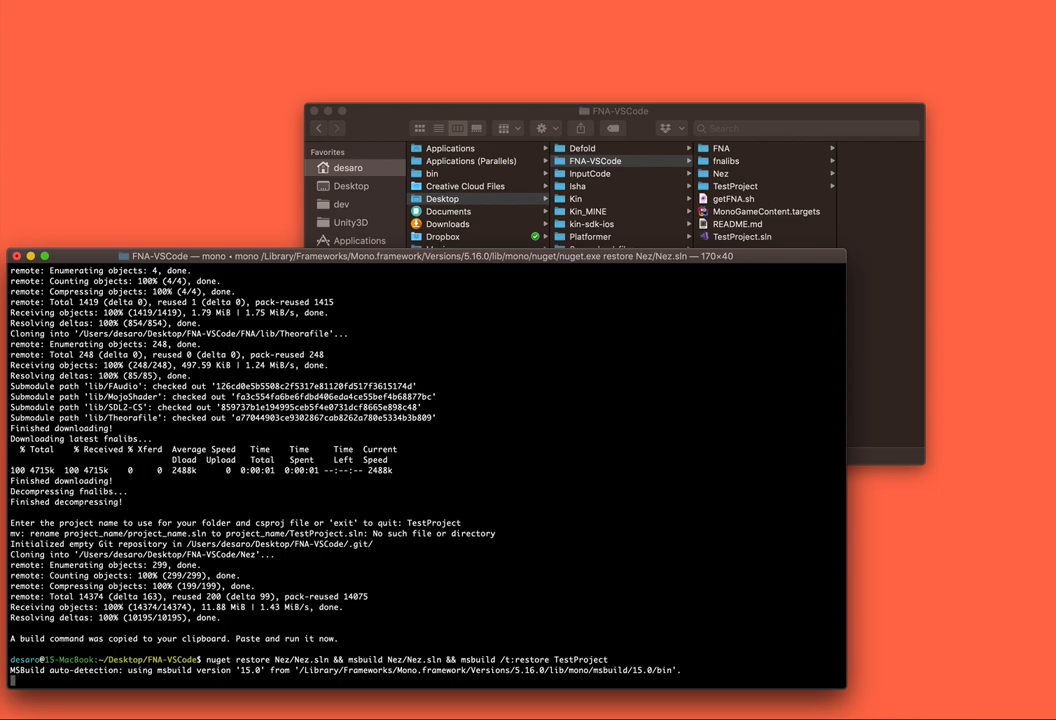 FNA-VSCode
Search
Favorites
desaro
Desktop
dev
Unity3D
Applications
Applications
Applications (Parallels)
bin
Creative Cloud Files
Desktop
Documents
Downloads
Dropbox
Defold
FNA-VSCode
InputCode
Isha
Kin
Kin_MINE
kin-sdk-ios
Platformer
FNA
fnalibs
Nez
TestProject
getFNA.sh
MonoGameContent.targets
README.md
TestProject.sln
FNA-VSCode — mono • mono /Library/Frameworks/Mono.framework/Versions/5.16.0/lib/mono/nuget/nuget.exe restore Nez/Nez.sln — 170×40
remote: Enumerating objects: 4, done.
remote: Counting objects: 100% (4/4), done.
remote: Compressing objects: 100% (4/4), done.
remote: Total 1419 (delta 0), reused 1 (delta 0), pack-reused 1415
Receiving objects: 100% (1419/1419), 1.79 MiB | 1.75 MiB/s, done.
Resolving deltas: 100% (854/854), done.
Cloning into '/Users/desaro/Desktop/FNA-VSCode/FNA/lib/Theorafile'...
remote: Enumerating objects: 248, done.
remote: Total 248 (delta 0), reused 0 (delta 0), pack-reused 248
Receiving objects: 100% (248/248), 497.59 KiB | 1.24 MiB/s, done.
Resolving deltas: 100% (85/85), done.
Submodule path 'lib/FAudio': checked out '126cd0e5b5508c2f5317e81120fd517f3615174d'
Submodule path 'lib/MojoShader': checked out 'fa3c554fa6be6fdbd406eda4ce55bef2b68877bc'
Submodule path 'lib/SDL2-CS': checked out '859737b1e194995ceb5f4e0731dcf8665e898c48'
Submodule path 'lib/Theorafile': checked out 'a77044903ce9302867cab8262a780e5334b3b809'
Finished downloading!
Downloading latest fnalibs...
% Total % Received % Xferd Average Speed Time Time Time Current
Dload Upload Total Spent Left Speed
100 4715k 100 4715k 0 0 2488k 0 0:00:01 0:00:01 --:--:-- 2488k
Finished downloading!
Decompressing fnalibs...
Finished decompressing!
Enter the project name to use for your folder and csproj file or 'exit' to quit: TestProject
mv: rename project_name/project_name.sln to project_name/TestProject.sln: No such file or directory
Initialized empty Git repository in /Users/desaro/Desktop/FNA-VSCode/.git/
Cloning into '/Users/desaro/Desktop/FNA-VSCode/Nez'...
remote: Enumerating objects: 299, done.
remote: Counting objects: 100% (299/299), done.
remote: Compressing objects: 100% (199/199), done.
remote: Total 14374 (delta 163), reused 200 (delta 99), pack-reused 14075
Receiving objects: 100% (14374/14374), 11.88 MiB | 1.43 MiB/s, done.
Resolving deltas: 100% (10195/10195), done.
A build command was copied to your clipboard. Paste and run it now.
desaro@15-MacBook:~/Desktop/FNA-VSCode$ nuget restore Nez/Nez.sln && msbuild Nez/Nez.sln && msbuild /t:restore TestProject
MSBuild auto-detection: using msbuild version '15.0' from '/Library/Frameworks/Mono.framework/Versions/5.16.0/lib/mono/msbuild/15.0/bin'.